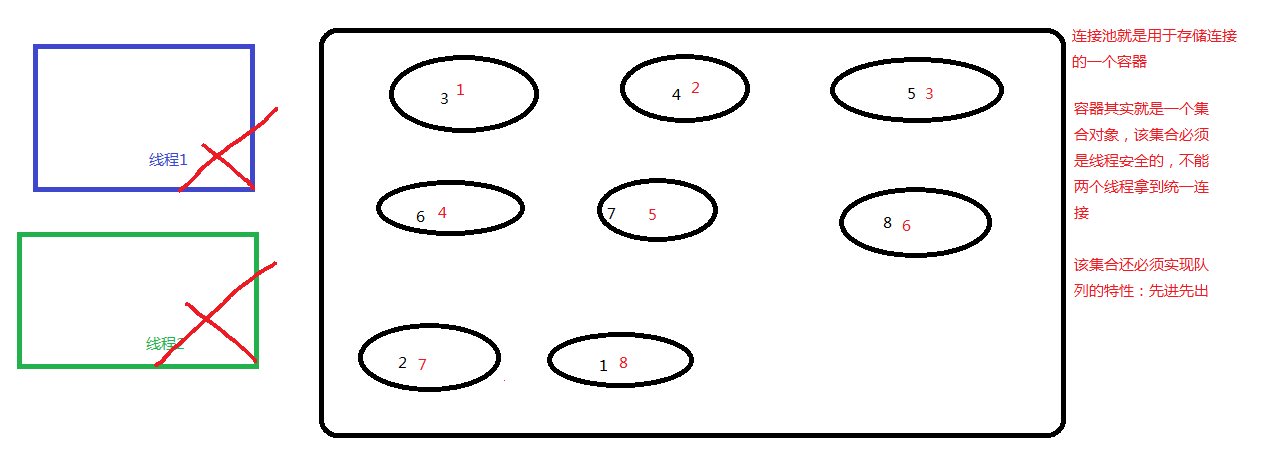 线程1
线程2
3 1
4 2
5 3
6 4
7 5
8 6
2 7
1 8
连接池就是用于存储连接
的一个容器
容器其实就是一个集
合对象，该集合必须
是线程安全的，不能
两个线程拿到统一连
接
该集合还必须实现队
列的特性：先进先出